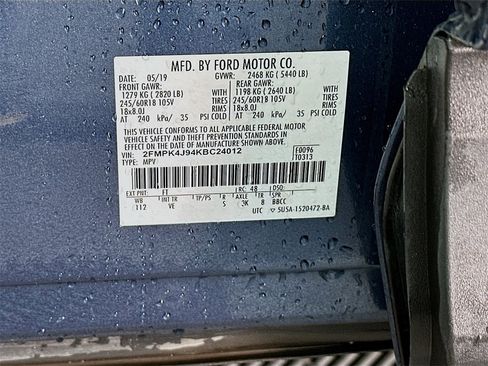 MFD. BY FORD MOTOR CO.
DATE: 05/19 GVWR: 2468 KG ( 5440 LB)
FRONT GAWR: REAR GAWR:
1279 KG ( 2820 LB) 1198 KG ( 2640 LB)
245/60R18 105V TIRES 245/60R18 105V TIRES
18x8.0J RIMS 18x8.0J RIMS
AT 240 kPa/ 35 PSI COLD AT 240 kPa/ 35 PSI COLD
THIS VEHICLE CONFORMS TO ALL APPLICABLE FEDERAL MOTOR
VEHICLE SAFETY AND THEFT PREVENTION STANDARDS IN
EFFECT ON THE DATE OF MANUFACTURE SHOWN ABOVE.
VIN: 2FMPK4J94KBC24012 F0096
TYPE: MPV 10313
EXT PNT: FT RC: 48 DSO:
WB INT TR TP/PS R AXLE TR SPR
112 VE S 3K 8 BBCC
UTC 5U5A-1520472-BA